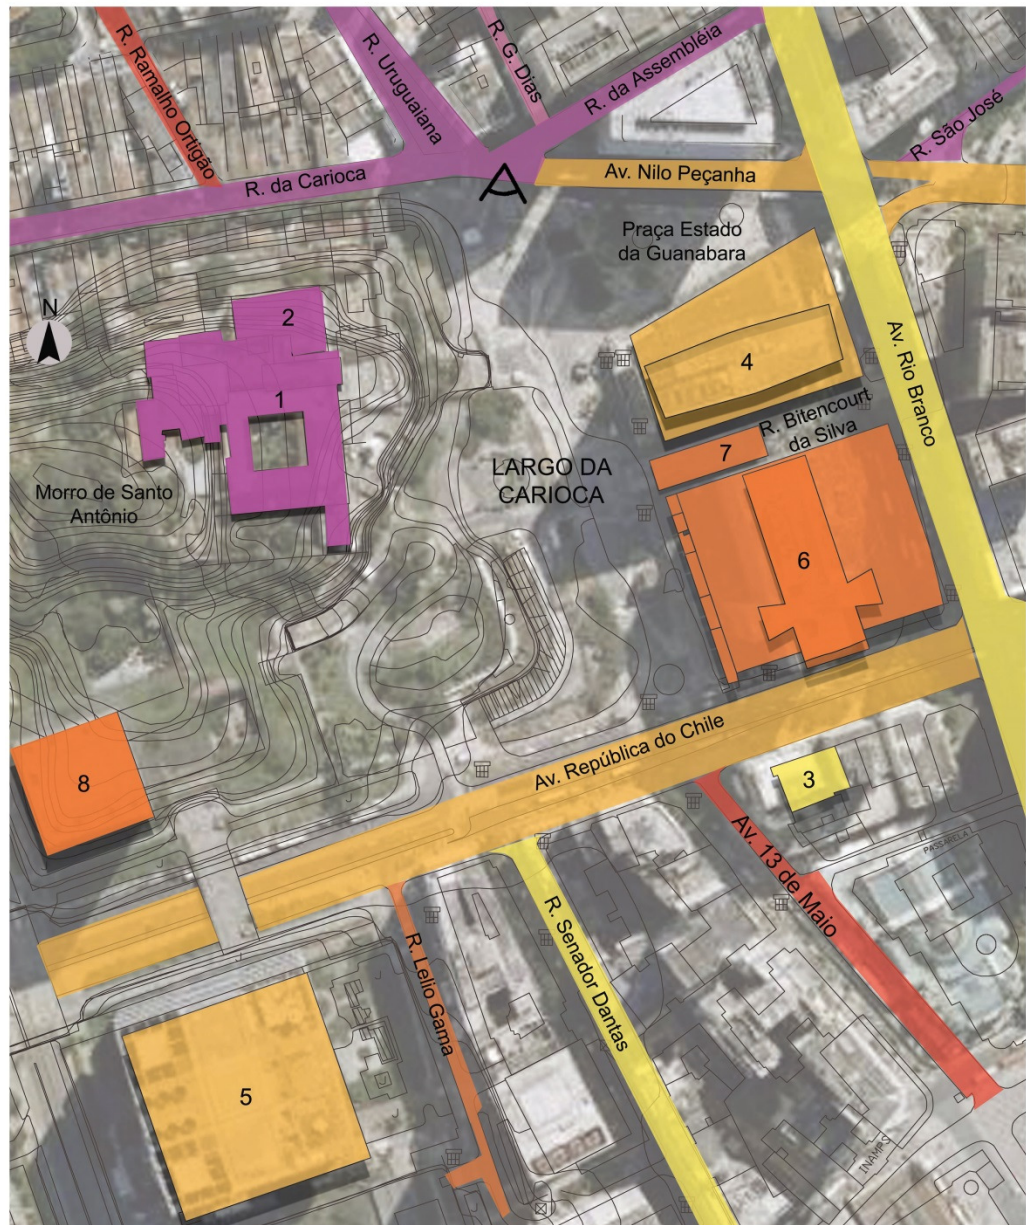 R. Ramalho Ortigão
R. Uruguaiana
R. G. Dias
R. da Assembléia
R. São José
R. da Carioca
Av. Nilo Peçanha
Praça Estado
da Guanabara
N
2
1
4
Av. Rio Branco
R. Bitencourt
da Silva
7
LARGO DA
CARIOCA
Morro de Santo
Antônio
6
8
Av. República do Chile
3
PASSARELA
Av. 13 de Maio
R. Lelio Gama
R. Senador Dantas
5
INAMPS